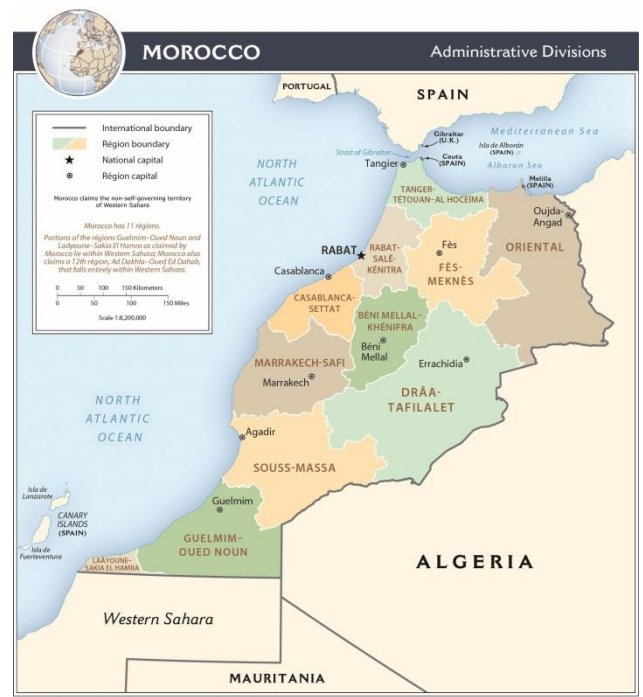 MOROCCO
Administrative Divisions
International boundary
Région boundary
National capital
Région capital
Morocco claims the non-self-governing territory
of Western Sahara
Morocco has 11 régions.
Portions of the régions Guelmim–Oued Noun and
Laâyoune–Sakia El Hamra as claimed by
Morocco lie within Western Sahara; Morocco also
claims a 12th région, Ad Dakhla–Oued Ed Dahab,
that falls entirely within Western Sahara.
0 50 100 150 Kilometers
0 50 100 150 Miles
Scale 1:8,200,000
PORTUGAL
SPAIN
Gibraltar
(U.K.)
Mediterranean Sea
Isla de Alborán
(SPAIN)
Strait of Gibraltar
Ceuta
(SPAIN)
Alboran Sea
Tangier
Melilla
(SPAIN)
NORTH
ATLANTIC
OCEAN
TANGER-
TÉTOUAN–AL HOCEÏMA
Oujda-
Angad
RABAT
RABAT-
SALÉ-
KÉNITRA
Fès
FÈS-
MEKNÈS
ORIENTAL
Casablanca
CASABLANCA-
SETTAT
BÉNI MELLAL–
KHÉNIFRA
Béni
Mellal
MARRAKECH-SAFI
Marrakech
Errachidia
DRÂA-
TAFILALET
NORTH
ATLANTIC
OCEAN
Agadir
SOUSS-MASSA
Isla de
Lanzarote
CANARY
ISLANDS
(SPAIN)
Isla de
Fuerteventura
Guelmim
GUELMIM–
OUED NOUN
LAÂYOUNE–
SAKIA EL HAMRA
ALGERIA
Western Sahara
MAURITANIA